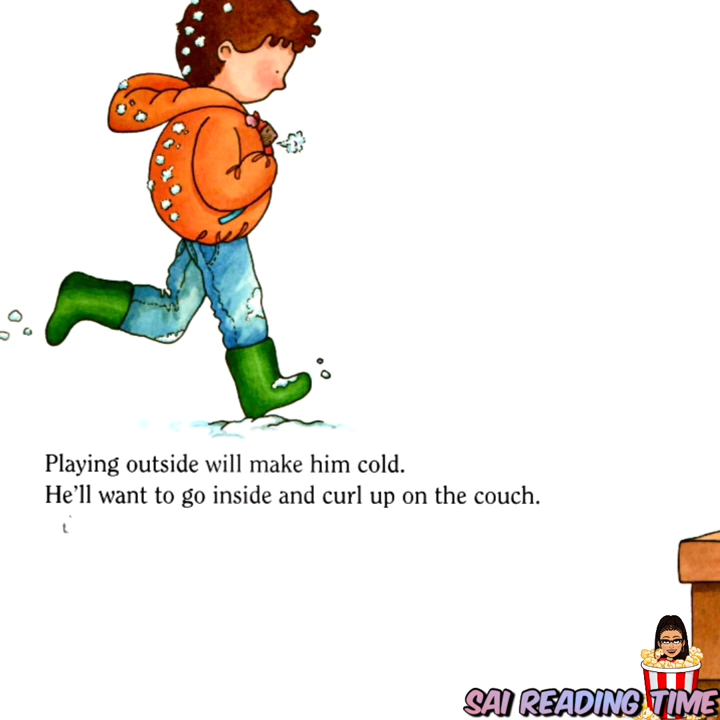 Playing outside will make him cold.
He'll want to go inside and curl up on the couch.
SAI READING TIME